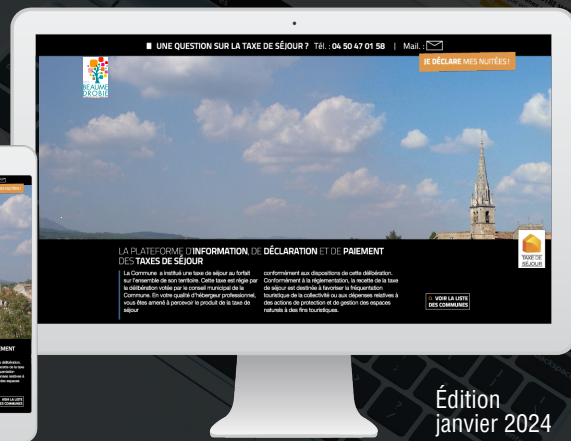 UNE QUESTION SUR LA TAXE DE SÉJOUR ? Tél. : 04 50 47 01 58 | Mail. :
JE DÉCLARE MES NUITÉES !
BEAUME
DROBIE
LA PLATEFORME D'INFORMATION, DE DÉCLARATION ET DE PAIEMENT
DES TAXES DE SÉJOUR
La Commune a institué une taxe de séjour au forfait
sur l'ensemble de son territoire. Cette taxe est régie par
la délibération votée par le conseil municipal de la
Commune. En votre qualité d'hébergeur professionnel,
vous êtes amené à percevoir le produit de la taxe de
séjour
conformément aux dispositions de cette délibération.
Conformément à la réglementation, la recette de la taxe
de séjour est destinée à favoriser la fréquentation
touristique de la collectivité ou aux dépenses relatives à
des actions de protection et de gestion des espaces
naturels à des fins touristiques.
TAXE DE
SÉJOUR
VOIR LA LISTE
DES COMMUNES
EMENT
VOIR LA LISTE
DES COMMUNES
Édition
janvier 2024